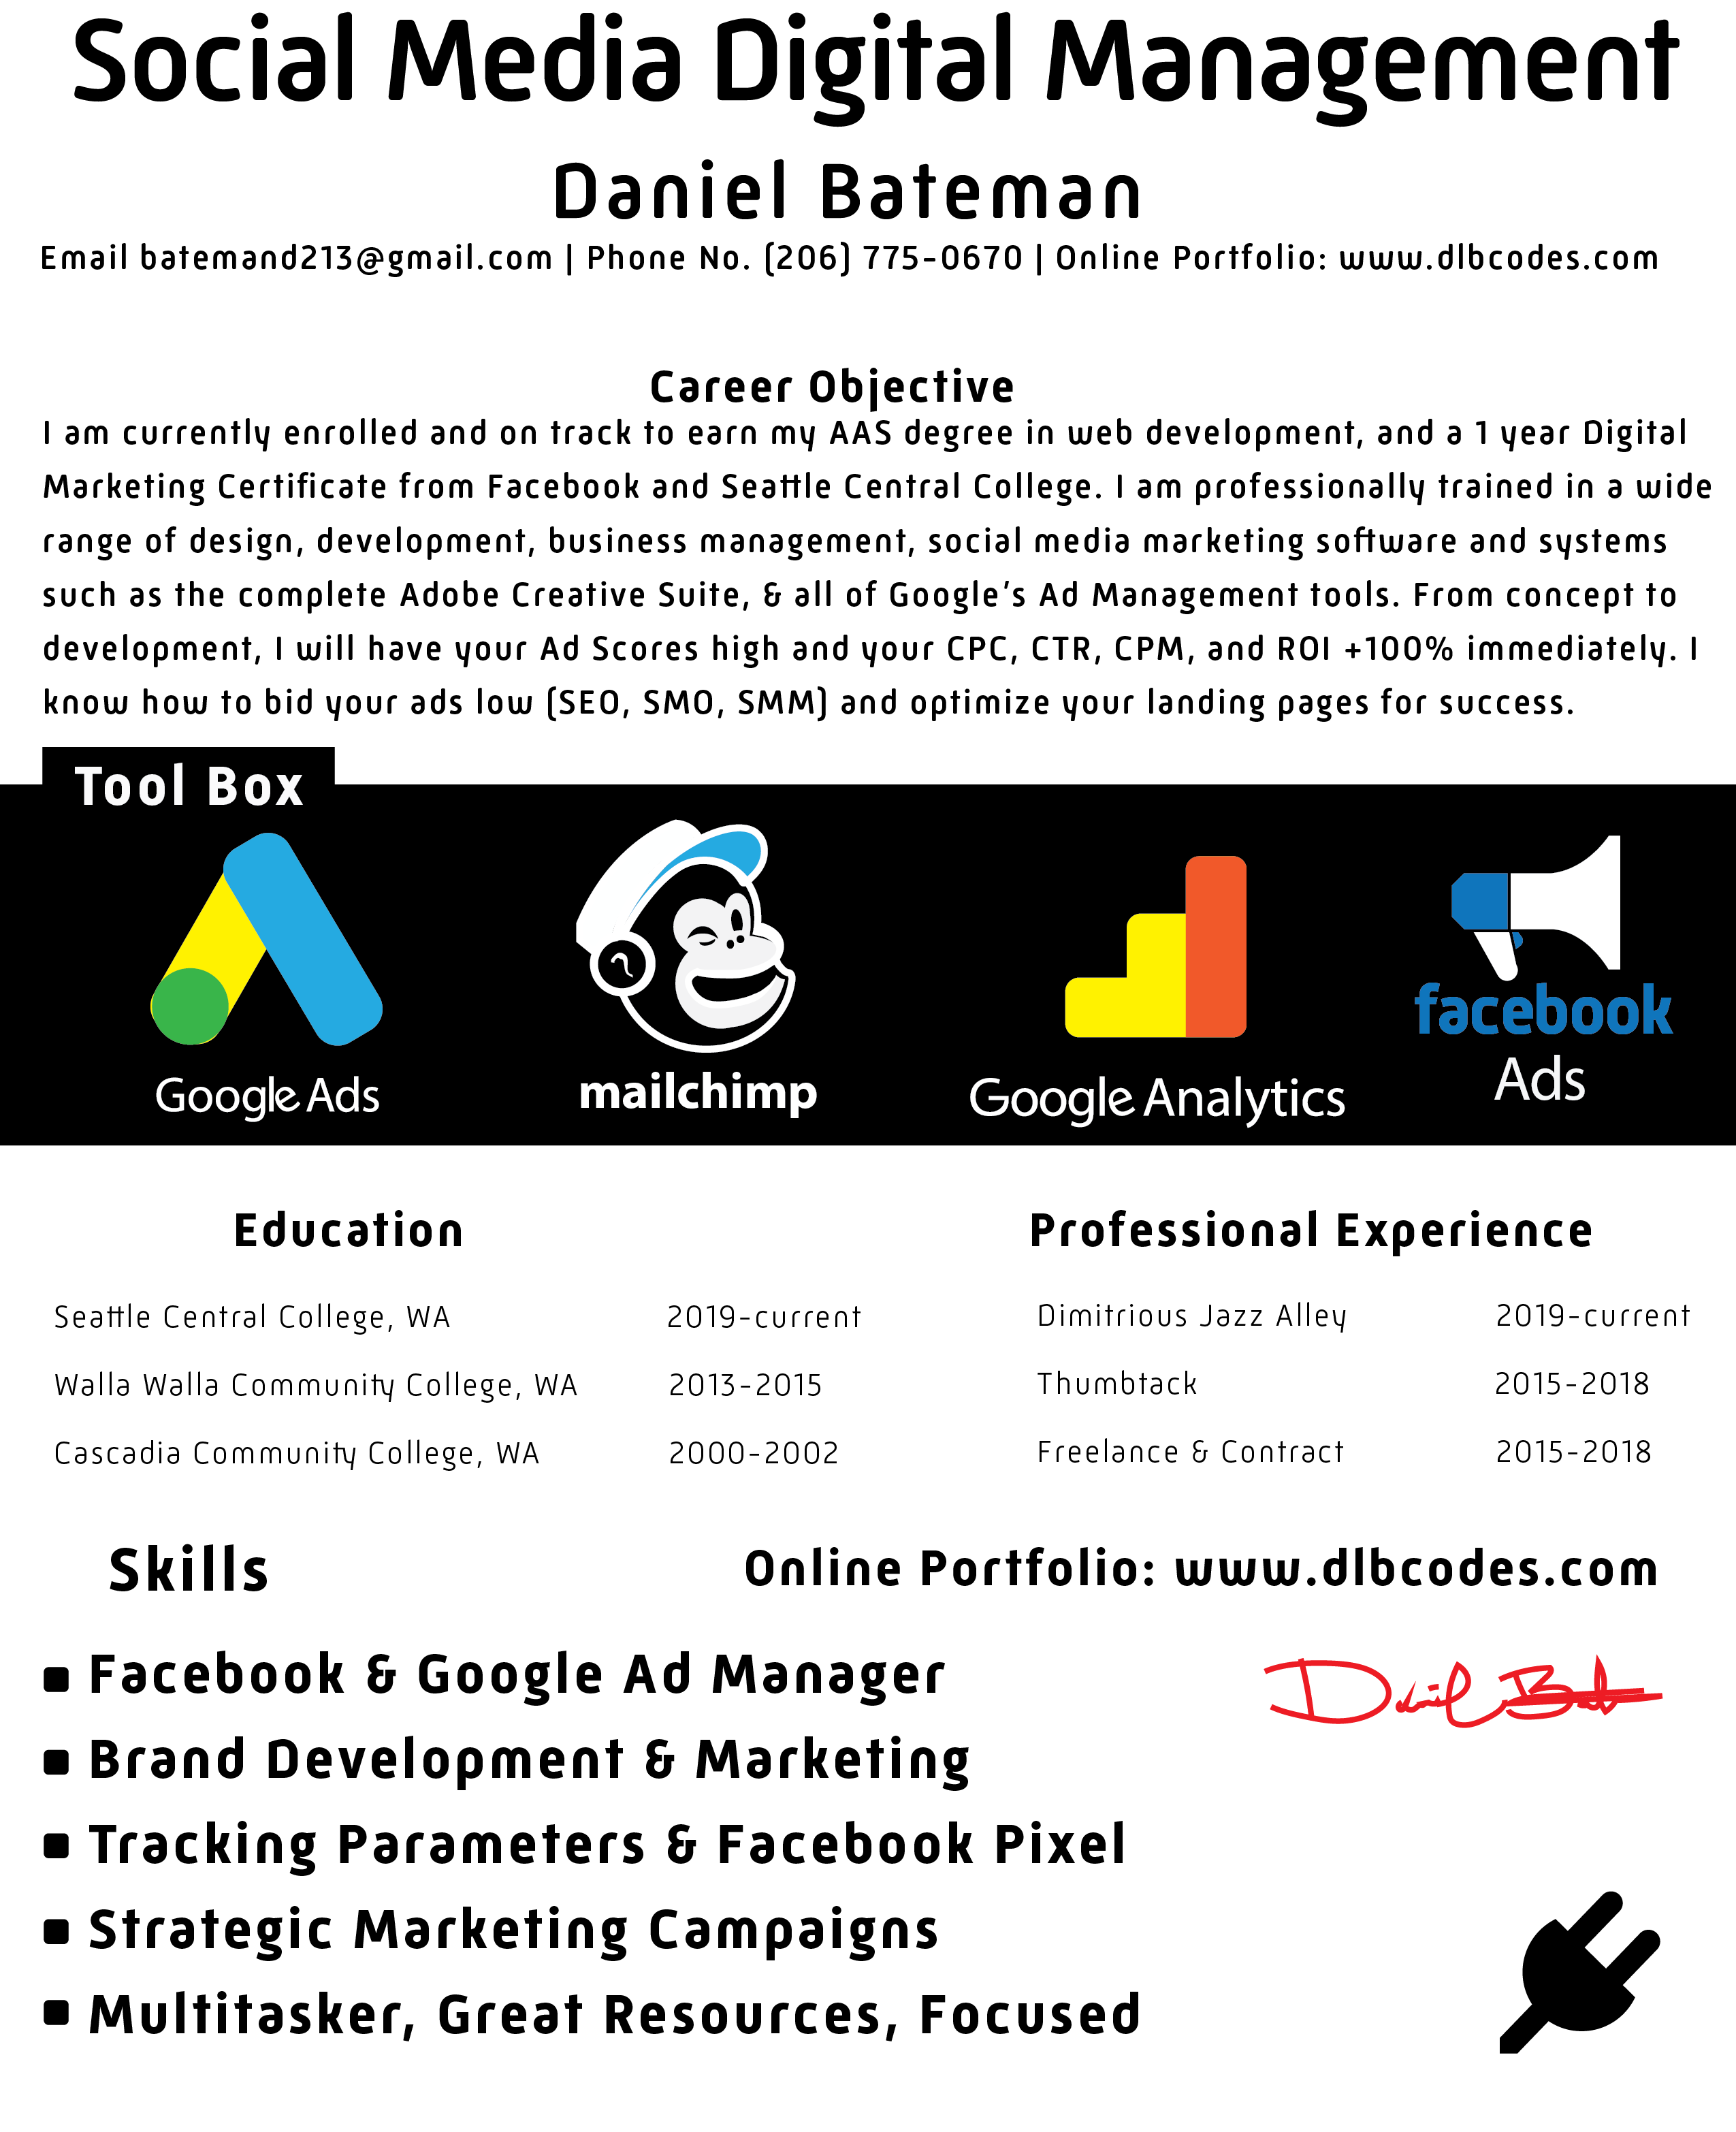 Social Media Digital Management
Daniel Bateman
Email batemand213@gmail.com | Phone No. (206) 775-0670 | Online Portfolio: www.dlbcodes.com
Career Objective
I am currently enrolled and on track to earn my AAS degree in web development, and a 1 year Digital
Marketing Certificate from Facebook and Seattle Central College. I am professionally trained in a wide
range of design, development, business management, social media marketing software and systems
such as the complete Adobe Creative Suite, & all of Google's Ad Management tools. From concept to
development, I will have your Ad Scores high and your CPC, CTR, CPM, and ROI +100% immediately. I
know how to bid your ads low (SEO, SMO, SMM) and optimize your landing pages for success.
Tool Box
Google Ads
mailchimp
Google Analytics
facebook
Ads
Education
Seattle Central College, WA 2019-current
Walla Walla Community College, WA 2013-2015
Cascadia Community College, WA 2000-2002
Professional Experience
Dimitrious Jazz Alley 2019-current
Thumbtack 2015-2018
Freelance & Contract 2015-2018
Skills
Facebook & Google Ad Manager
Brand Development & Marketing
Tracking Parameters & Facebook Pixel
Strategic Marketing Campaigns
Multitasker, Great Resources, Focused
Online Portfolio: www.dlbcodes.com